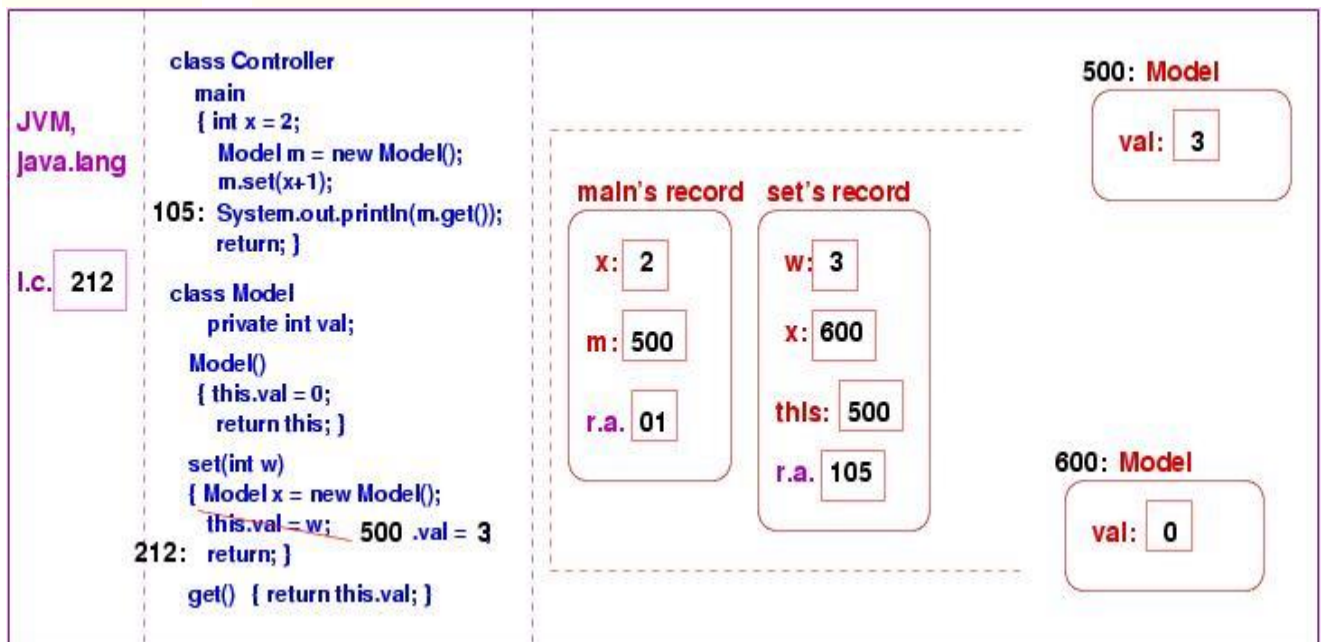 JVM,
java.lang
i.c. 212
class Controller
main
{ int x = 2;
Model m = new Model();
m.set(x+1);
105: System.out.println(m.get());
return; }
class Model
private int val;
Model()
{ this.val = 0;
return this; }
set(int w)
{ Model x = new Model();
this.val = w; 500 .val = 3
212: return; }
get() { return this.val; }
main's record
x: 2
m: 500
r.a. 01
set's record
w: 3
x: 600
this: 500
r.a. 105
500: Model
val: 3
600: Model
val: 0